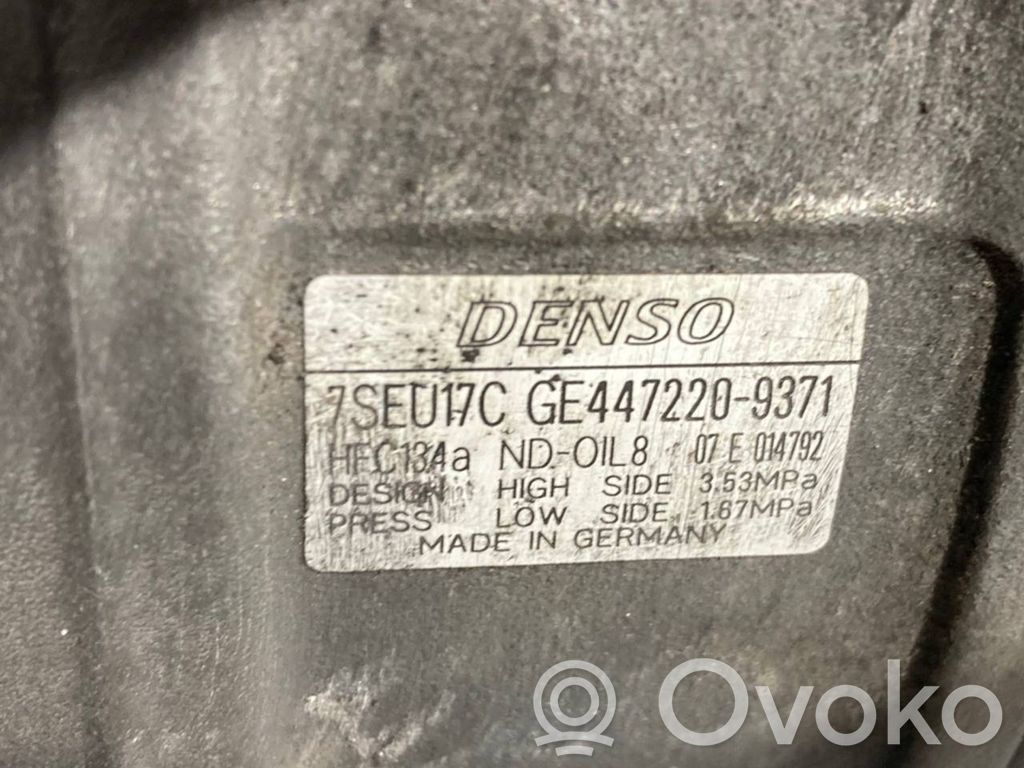 DENSO
7SEU17C GE447220-9371
HFC134a ND-OIL8 07 E 014792
DESIGN HIGH SIDE 3.53MPa
PRESS LOW SIDE 1.67MPa
MADE IN GERMANY
Ovoko